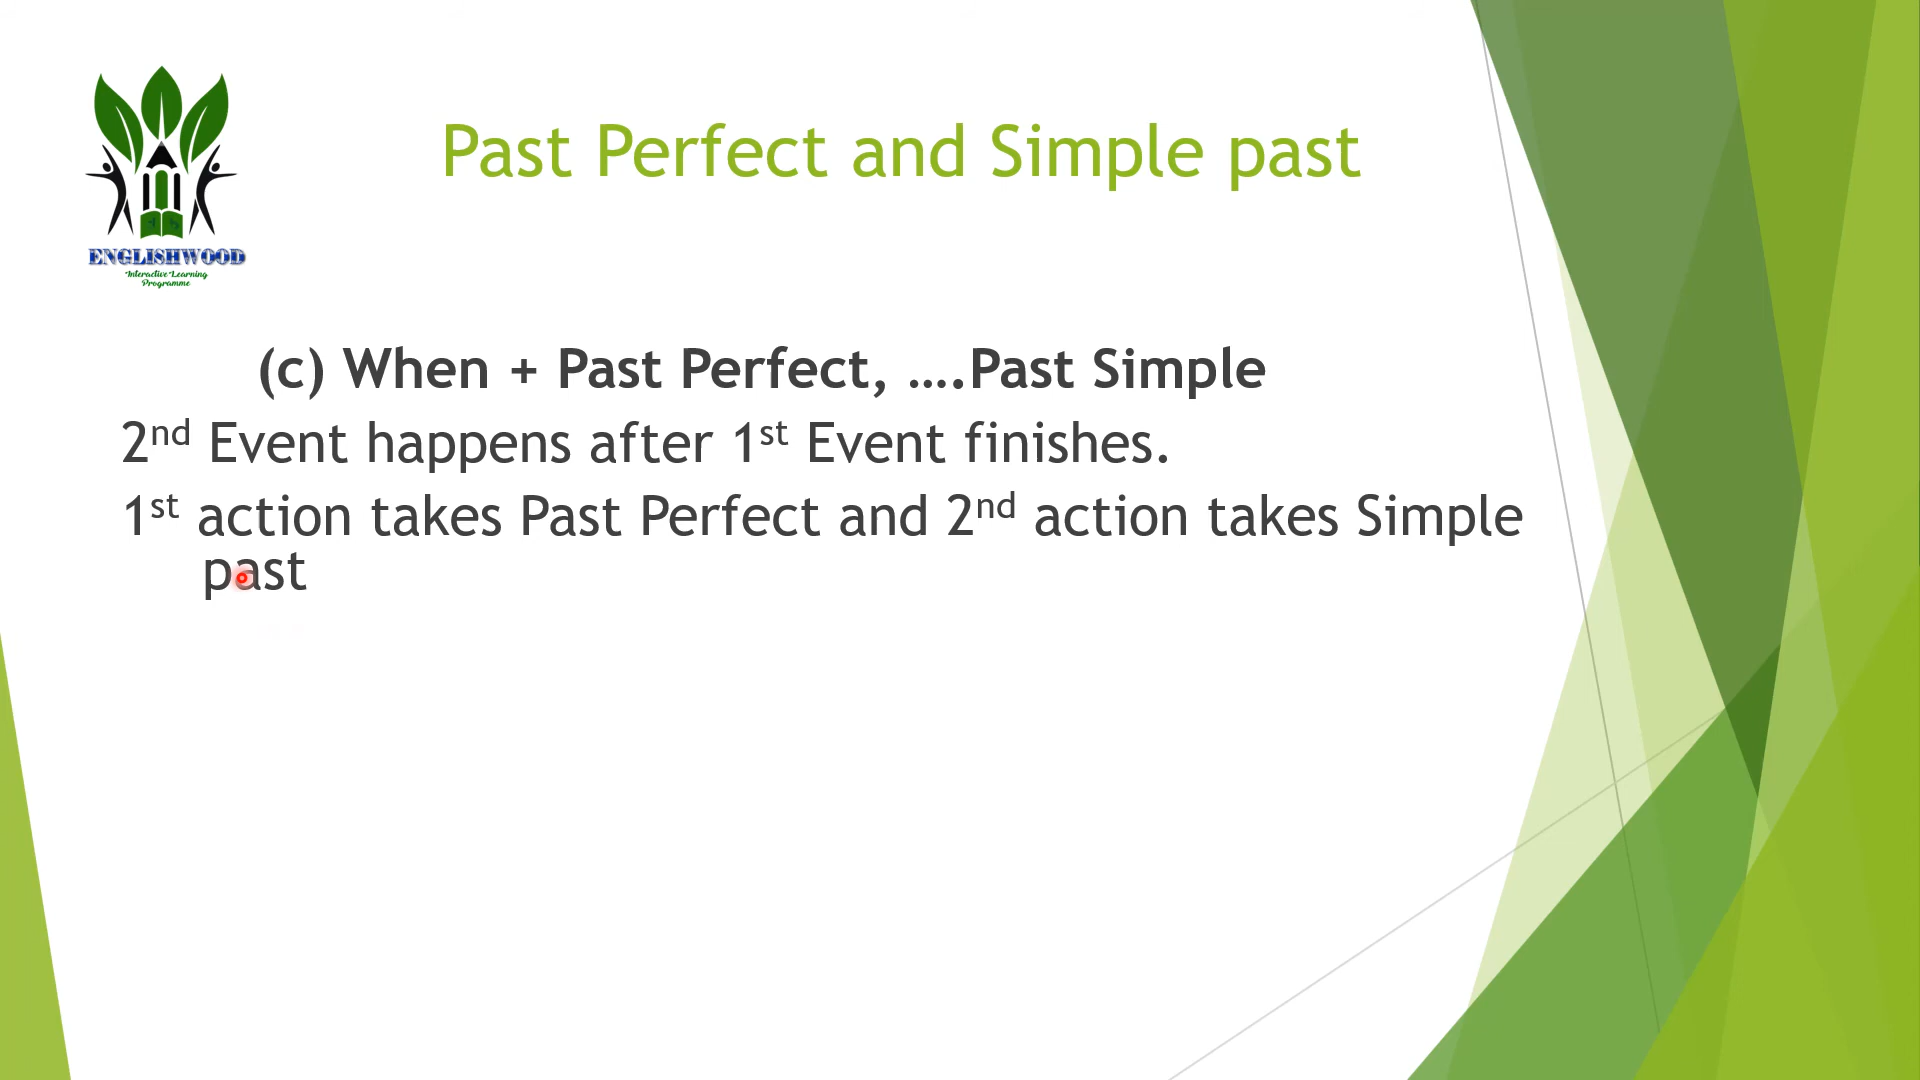 Past Perfect and Simple past
ENGLISHWOOD
Interactive Learning
Programme
(c) When + Past Perfect, ….Past Simple
2nd Event happens after 1st Event finishes.
1st action takes Past Perfect and 2nd action takes Simple
past